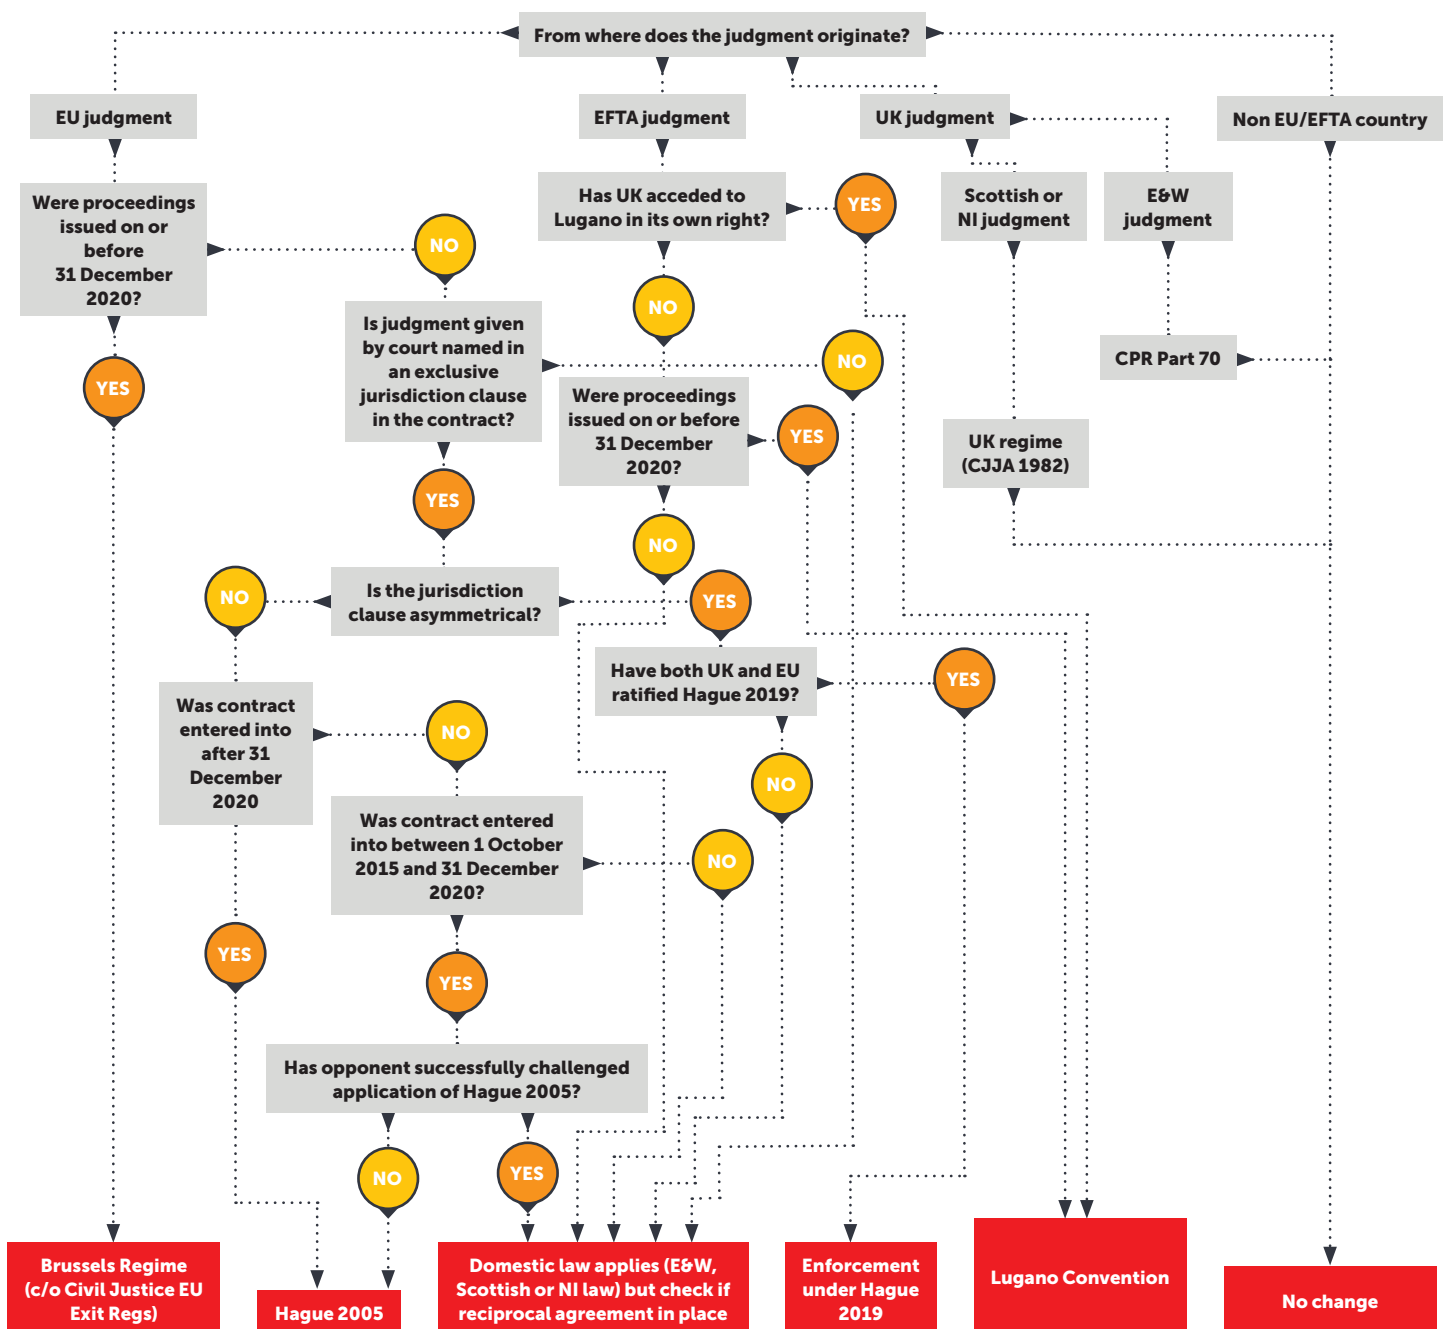 From where does the judgment originate?
EU judgment
EFTA judgment
UK judgment
Non EU/EFTA country
Were proceedings
issued on or
before
31 December
2020?
Has UK acceded to
Lugano in its own right?
YES
Scottish or
NI judgment
E&W
judgment
NO
NO
Is judgment given
by court named in
an exclusive
jurisdiction clause
in the contract?
NO
CPR Part 70
YES
Were proceedings
issued on or before
31 December
2020?
YES
UK regime
(CJJA 1982)
YES
NO
Is the jurisdiction
clause asymmetrical?
NO
YES
Have both UK and EU
ratified Hague 2019?
YES
Was contract
entered into
after 31
December
2020
NO
NO
Was contract entered
into between 1 October
2015 and 31 December
2020?
NO
YES
YES
Has opponent successfully challenged
application of Hague 2005?
NO
YES
Brussels Regime
(c/o Civil Justice EU
Exit Regs)
Hague 2005
Domestic law applies (E&W,
Scottish or NI law) but check if
reciprocal agreement in place
Enforcement
under Hague
2019
Lugano Convention
No change